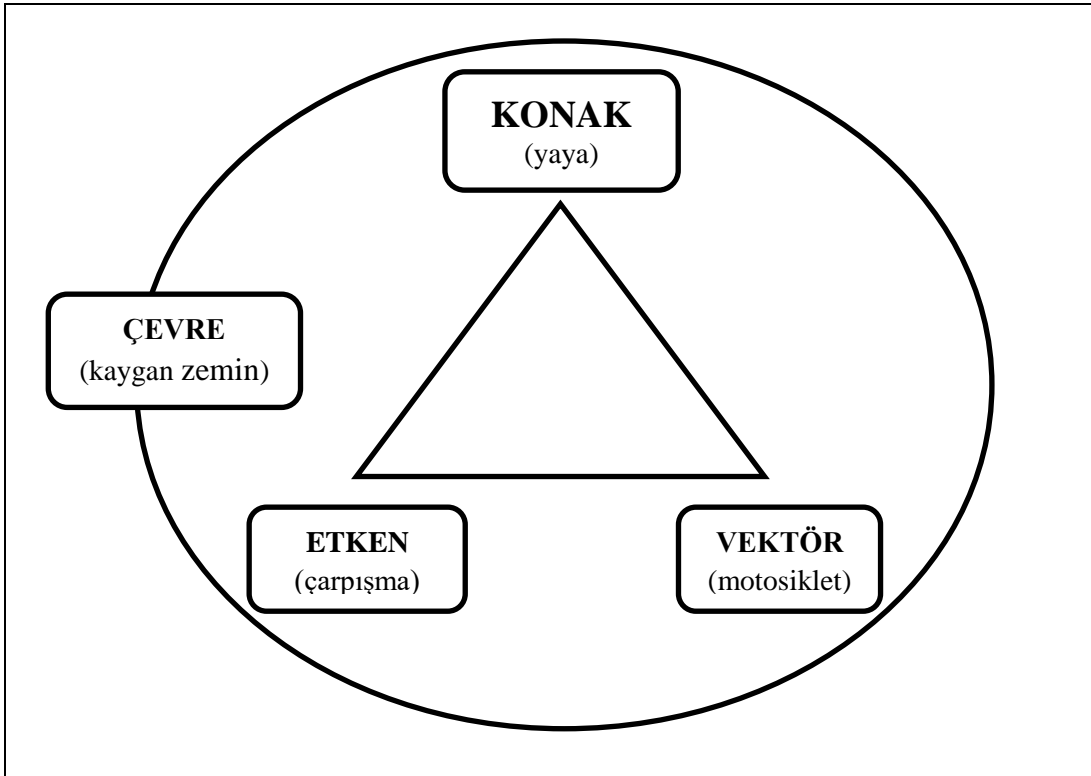 KONAK
(yaya)
ÇEVRE
(kaygan zemin)
ETKEN
(çarpışma)
VEKTÖR
(motosiklet)